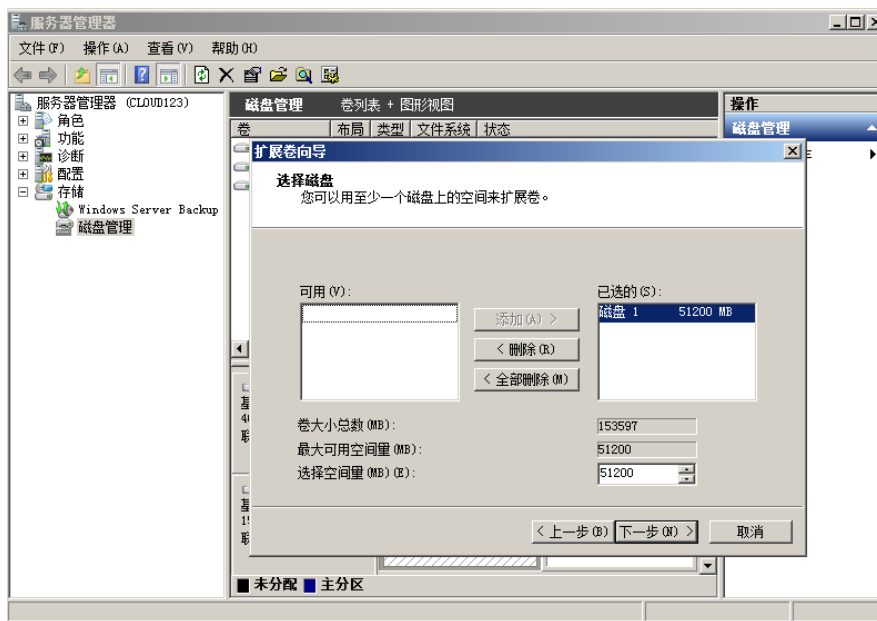 服务器管理器
文件(F) 操作(A) 查看(V) 帮助(H)
服务器管理器 (CLOUD123)
角色
功能
诊断
配置
存储
Windows Server Backup
磁盘管理
磁盘管理 卷列表 + 图形视图
卷 布局 类型 文件系统 状态
操作
磁盘管理
扩展卷向导
选择磁盘
您可以用至少一个磁盘上的空间来扩展卷。
可用(V):
已选的(S):
磁盘 1 51200 MB
添加(A) >
< 删除(R)
< 全部删除(M)
卷大小总数(MB): 153597
最大可用空间量(MB): 51200
选择空间量(MB)(E): 51200
< 上一步(B) 下一步(N) > 取消
未分配 主分区